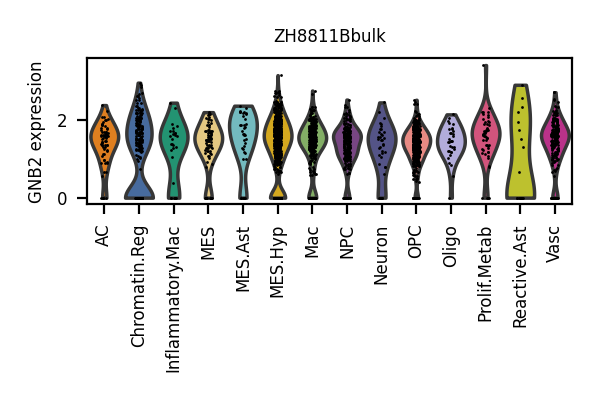 ZH8811Bbulk
GNB2 expression
2
0
AC
Chromatin.Reg
Inflammatory.Mac
MES
MES.Ast
MES.Hyp
Mac
NPC
Neuron
OPC
Oligo
Prolif.Metab
Reactive.Ast
Vasc